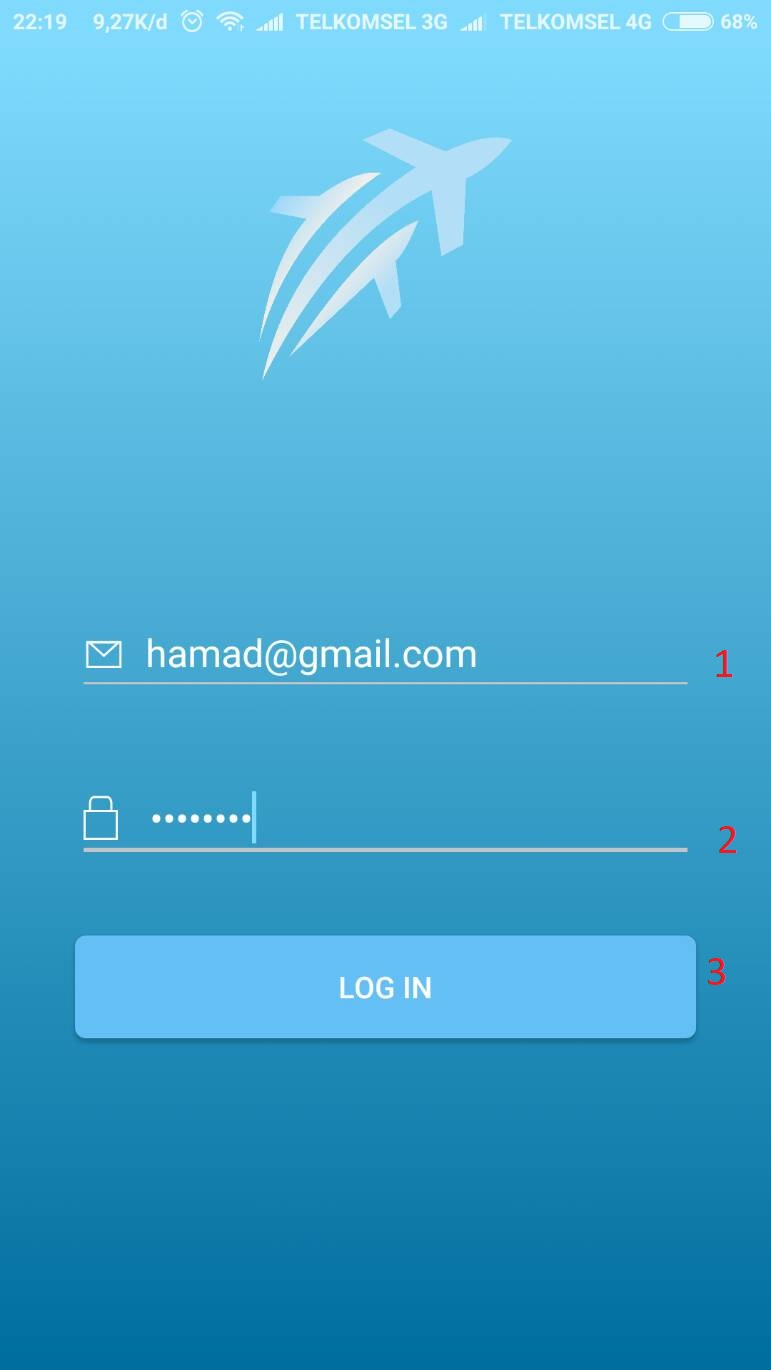 22:19 9,27K/d TELKOMSEL 3G TELKOMSEL 4G 68%
hamad@gmail.com 1
•••••••• 2
LOG IN 3